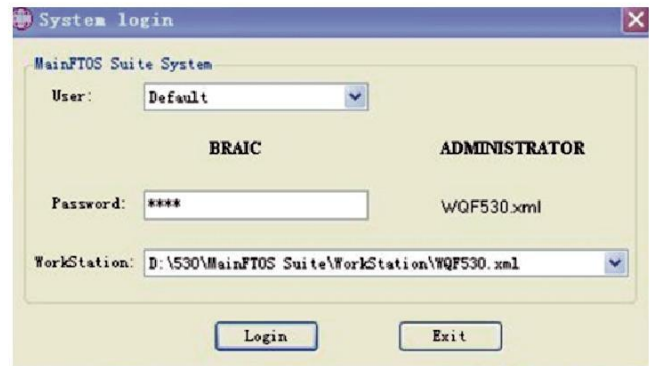 System login
MainFTOS Suite System
User: Default
BRAIC ADMINISTRATOR
Password: **** WQF530.xml
WorkStation: D:\530\MainFTOS Suite\WorkStation\WQF530.xml
Login Exit